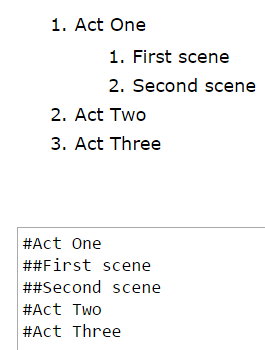 1. Act One
1. First scene
2. Second scene
2. Act Two
3. Act Three
#Act One
##First scene
##Second scene
#Act Two
#Act Three